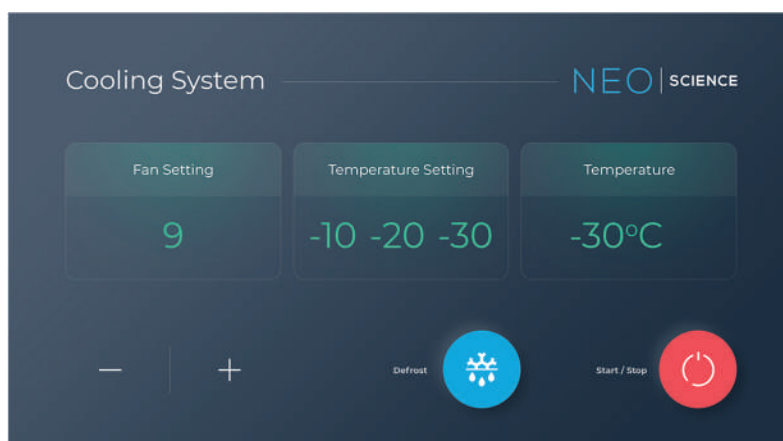 Cooling System
NEO SCIENCE
Fan Setting
Temperature Setting
Temperature
9
-10 -20 -30
-30°C
– +
Defrost
Start / Stop